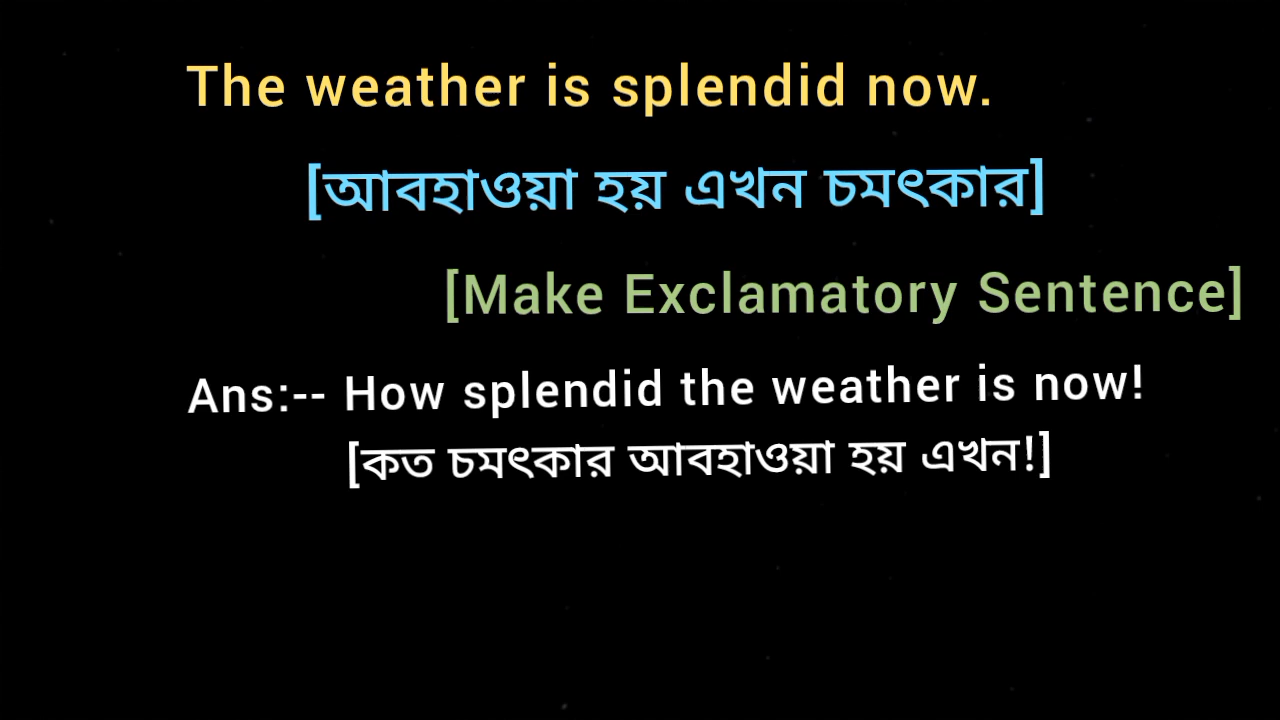 The weather is splendid now.
[আবহাওয়া হয় এখন চমৎকার]
[Make Exclamatory Sentence]
Ans:-- How splendid the weather is now!
[কত চমৎকার আবহাওয়া হয় এখন!]